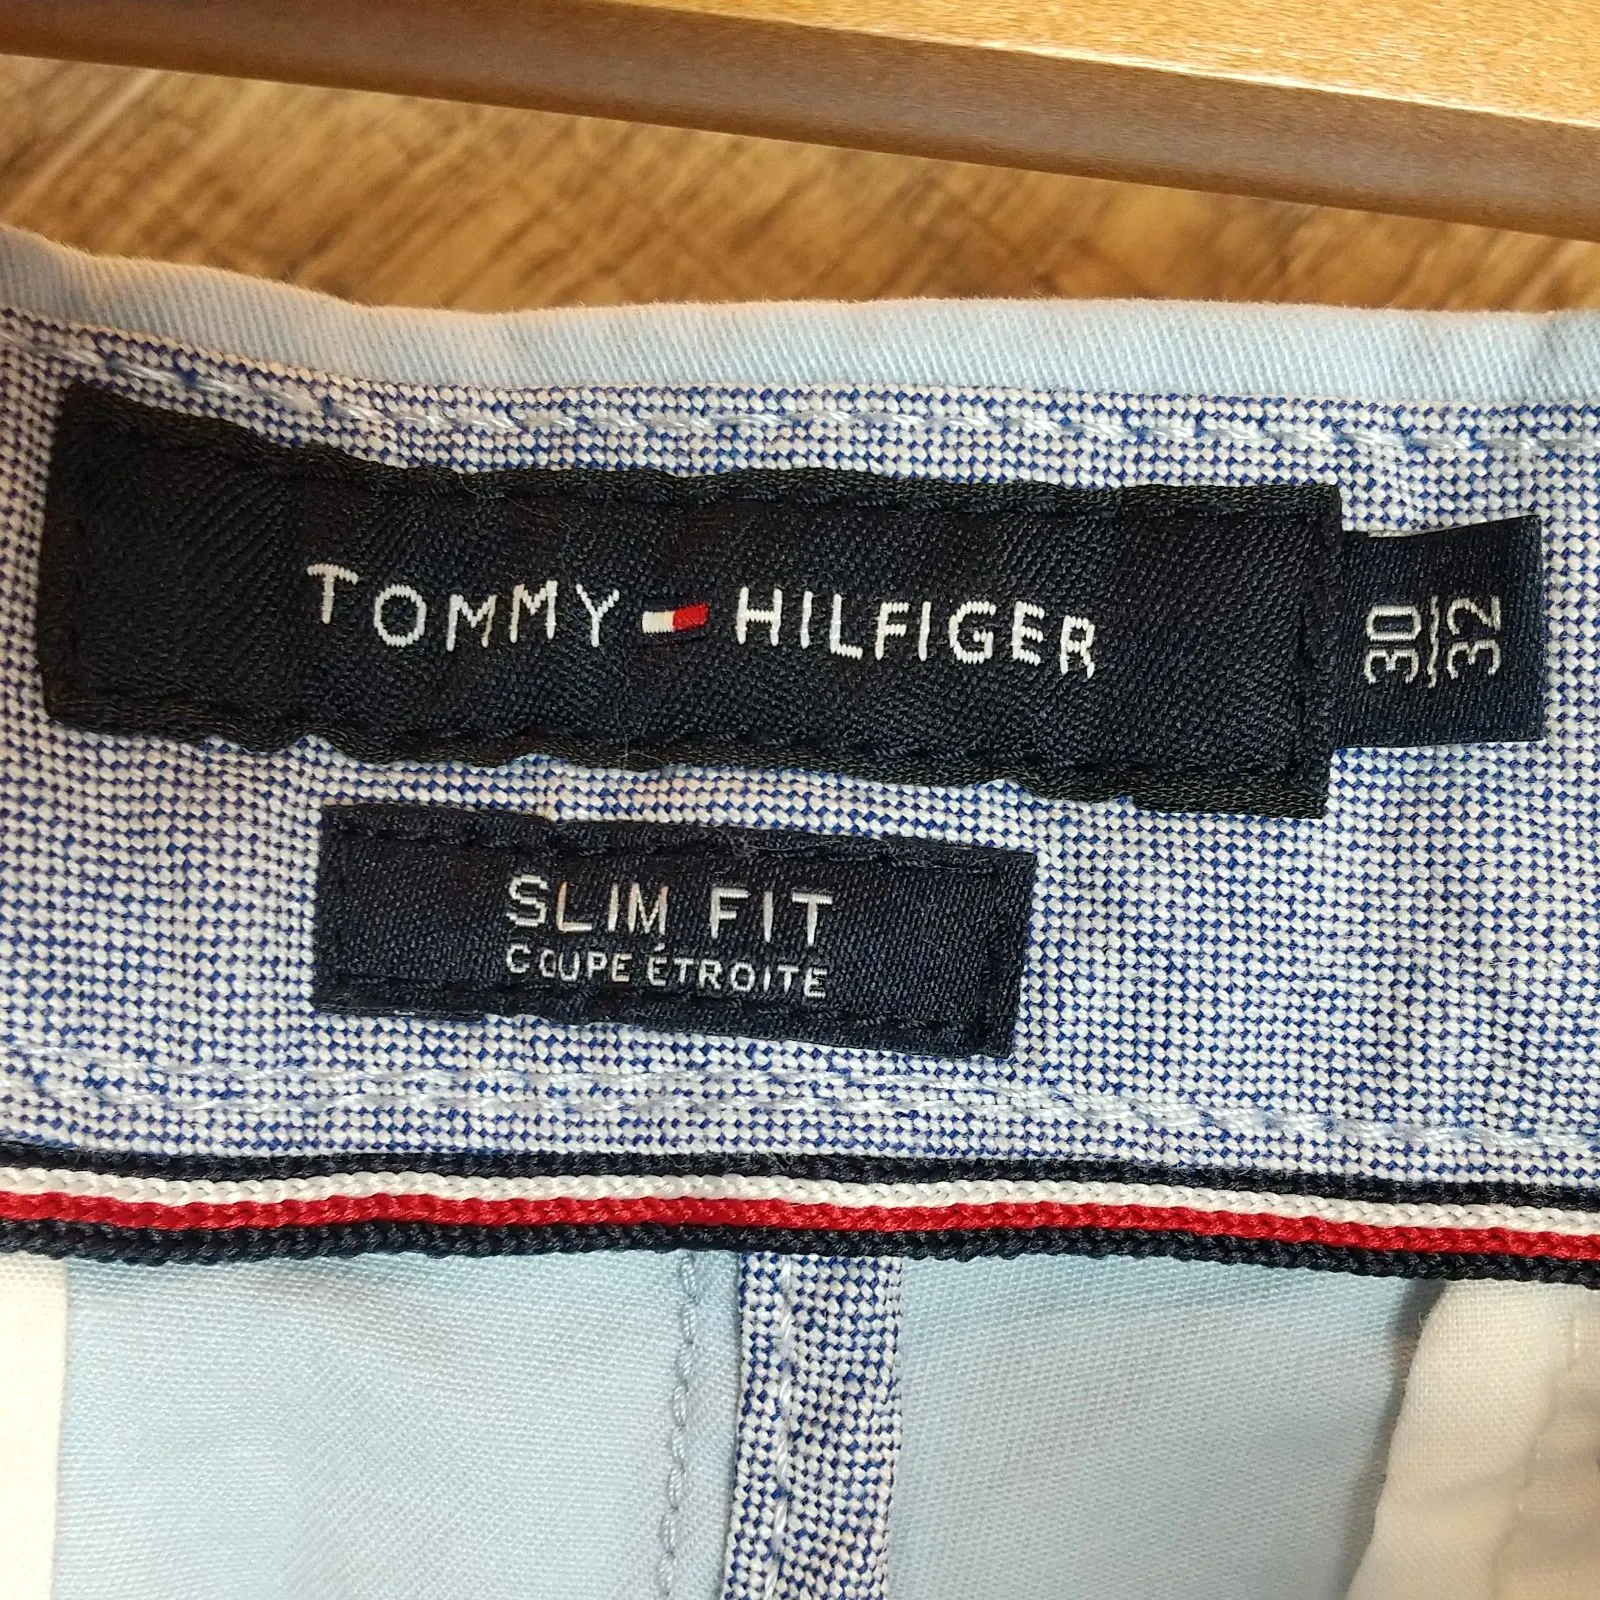 TOMMY HILFIGER
30
32
SLIM FIT
COUPE ÉTROITE